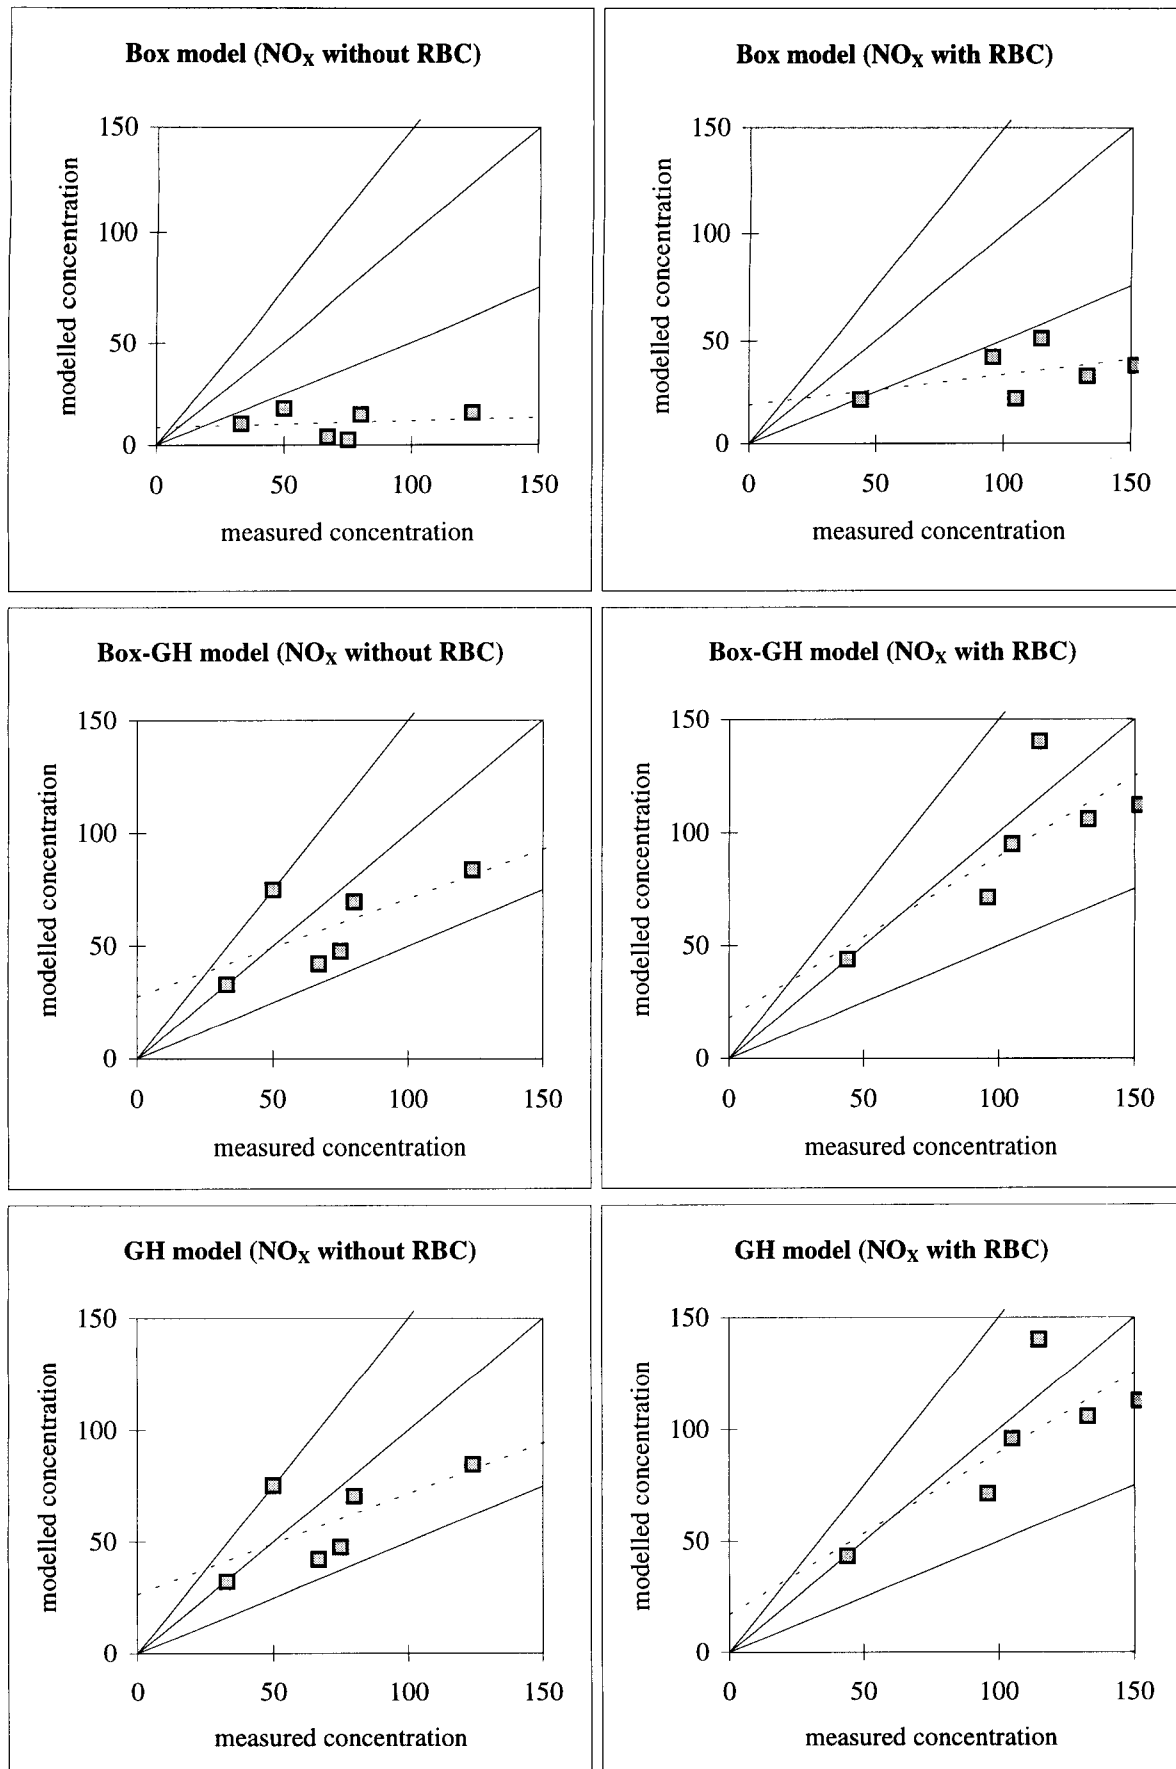 Box model (NOX without RBC)
150
100
50
0
0 50 100 150
modelled concentration
measured concentration
Box model (NOX with RBC)
150
100
50
0
0 50 100 150
modelled concentration
measured concentration
Box-GH model (NOX without RBC)
150
100
50
0
0 50 100 150
modelled concentration
measured concentration
Box-GH model (NOX with RBC)
150
100
50
0
0 50 100 150
modelled concentration
measured concentration
GH model (NOX without RBC)
150
100
50
0
0 50 100 150
modelled concentration
measured concentration
GH model (NOX with RBC)
150
100
50
0
0 50 100 150
modelled concentration
measured concentration